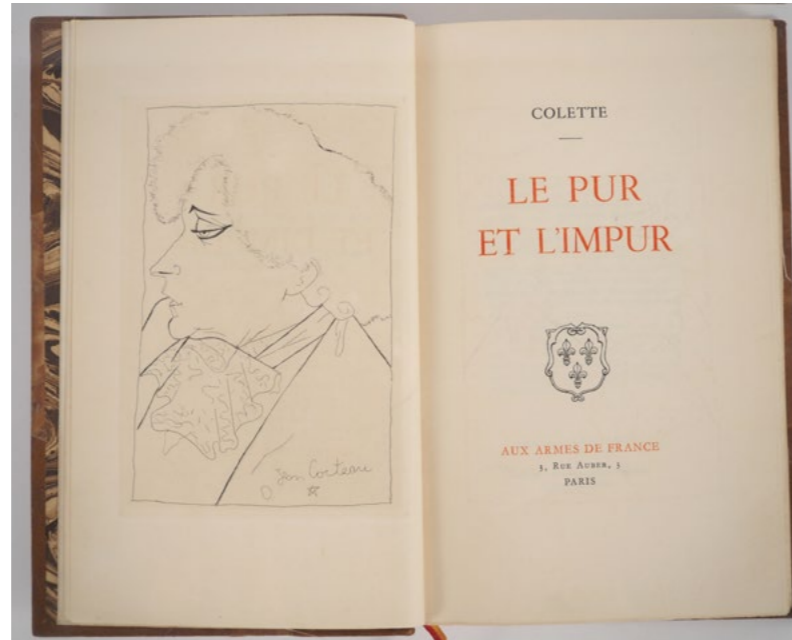 Jean Cocteau
COLETTE
LE PUR
ET L'IMPUR
AUX ARMES DE FRANCE
3, RUE AUBER, 3
PARIS